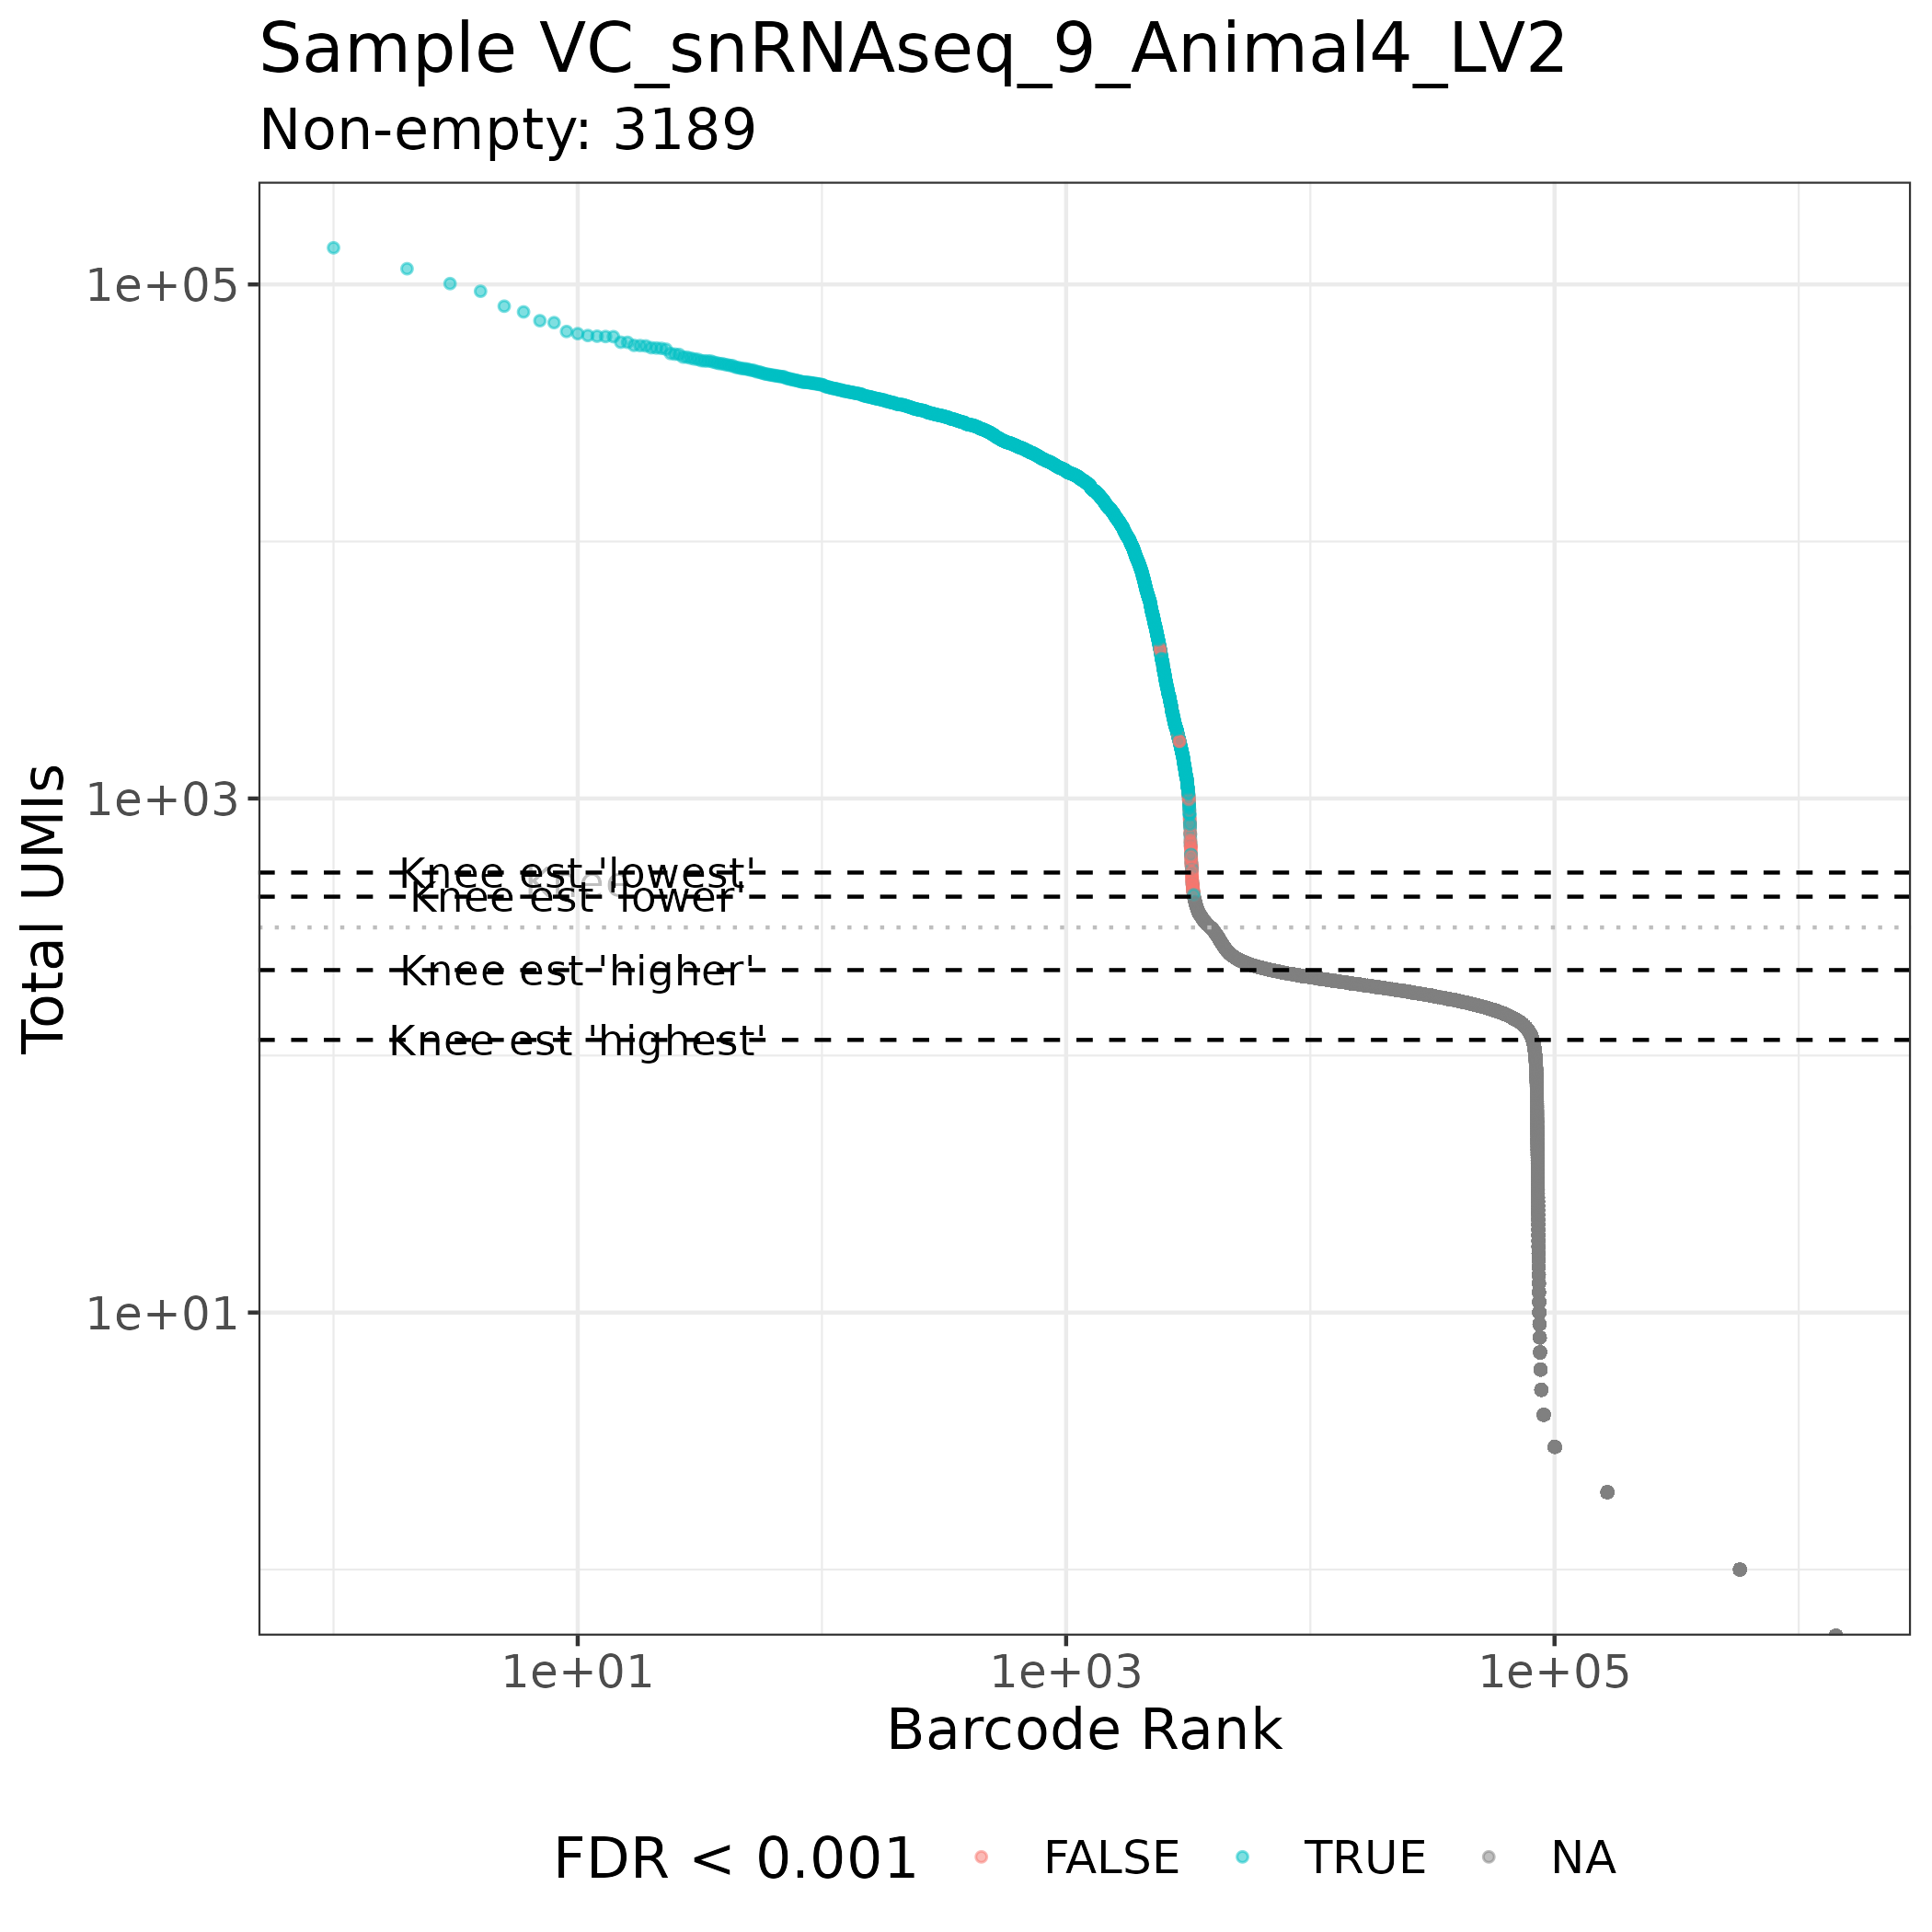 Sample VC_snRNAseq_9_Animal4_LV2
Non-empty: 3189
Total UMIs
1e+05
1e+03
1e+01
Knee est 'lowest'
Knee est 'lower'
Knee est 'higher'
Knee est 'highest'
1e+01 1e+03 1e+05
Barcode Rank
FDR < 0.001 FALSE TRUE NA